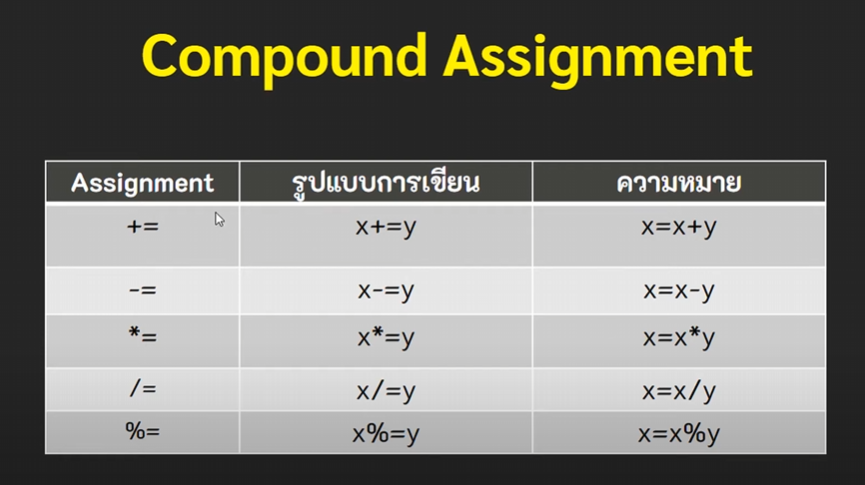 Compound Assignment
Assignment รูปแบบการเขียน ความหมาย
+= x+=y x=x+y
-= x-=y x=x-y
*= x*=y x=x*y
/= x/=y x=x/y
%= x%=y x=x%y